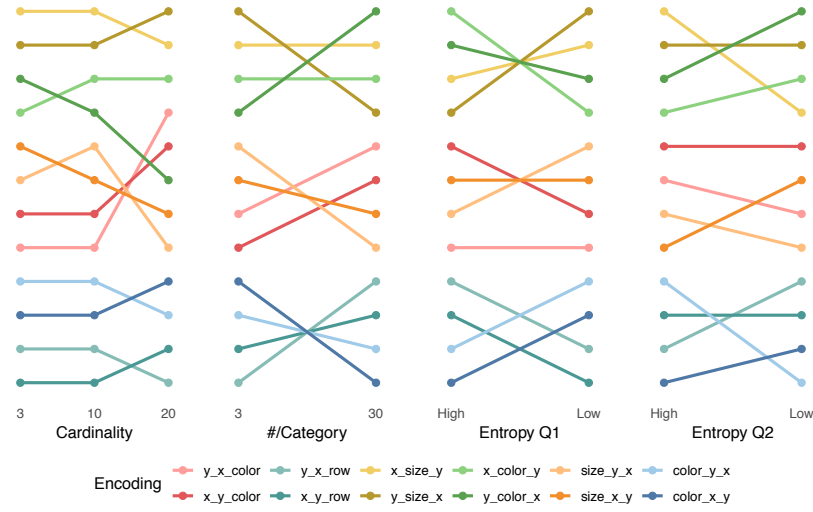 3 10 20 3 30 High Low High Low
Cardinality #/Category Entropy Q1 Entropy Q2
Encoding
y_x_color y_x_row x_size_y x_color_y size_y_x color_y_x
x_y_color x_y_row y_size_x y_color_x size_x_y color_x_y